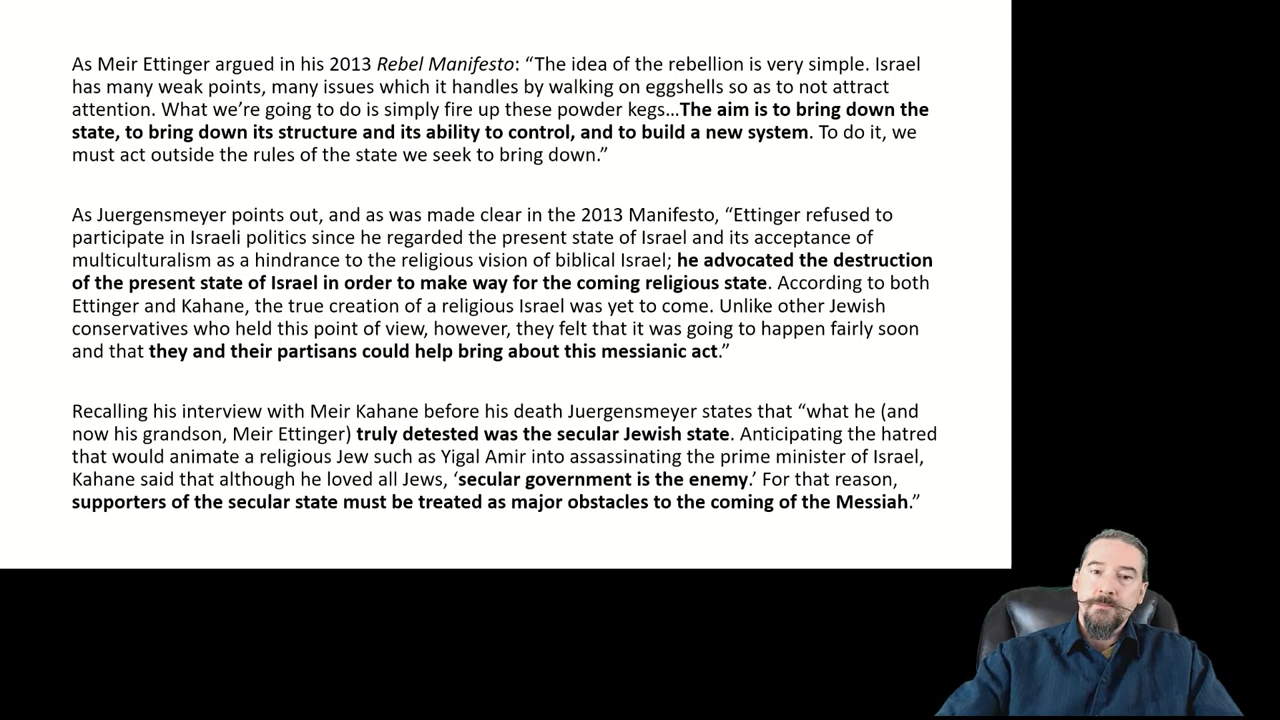 As Meir Ettinger argued in his 2013 Rebel Manifesto: “The idea of the rebellion is very simple. Israel
has many weak points, many issues which it handles by walking on eggshells so as to not attract
attention. What we’re going to do is simply fire up these powder kegs…The aim is to bring down the
state, to bring down its structure and its ability to control, and to build a new system. To do it, we
must act outside the rules of the state we seek to bring down.”
As Juergensmeyer points out, and as was made clear in the 2013 Manifesto, “Ettinger refused to
participate in Israeli politics since he regarded the present state of Israel and its acceptance of
multiculturalism as a hindrance to the religious vision of biblical Israel; he advocated the destruction
of the present state of Israel in order to make way for the coming religious state. According to both
Ettinger and Kahane, the true creation of a religious Israel was yet to come. Unlike other Jewish
conservatives who held this point of view, however, they felt that it was going to happen fairly soon
and that they and their partisans could help bring about this messianic act.”
Recalling his interview with Meir Kahane before his death Juergensmeyer states that “what he (and
now his grandson, Meir Ettinger) truly detested was the secular Jewish state. Anticipating the hatred
that would animate a religious Jew such as Yigal Amir into assassinating the prime minister of Israel,
Kahane said that although he loved all Jews, ‘secular government is the enemy.’ For that reason,
supporters of the secular state must be treated as major obstacles to the coming of the Messiah.”